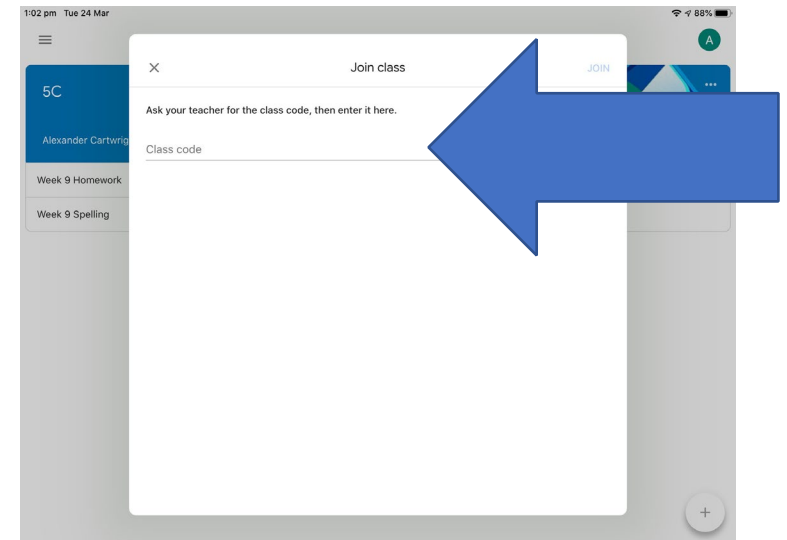 1:02 pm Tue 24 Mar
88%
A
Join class
JOIN
Ask your teacher for the class code, then enter it here.
Class code
5C
Alexander Cartwrig
Week 9 Homework
Week 9 Spelling